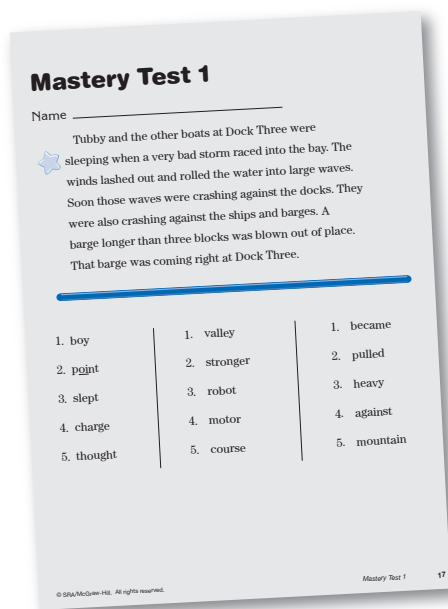 Mastery Test 1
Name
Tubby and the other boats at Dock Three were
sleeping when a very bad storm raced into the bay. The
winds lashed out and rolled the water into large waves.
Soon those waves were crashing against the docks. They
were also crashing against the ships and barges. A
barge longer than three blocks was blown out of place.
That barge was coming right at Dock Three.
1. boy
2. point
3. slept
4. charge
5. thought
1. valley
2. stronger
3. robot
4. motor
5. course
1. became
2. pulled
3. heavy
4. against
5. mountain
© SRA/McGraw-Hill. All rights reserved.
Mastery Test 1 17